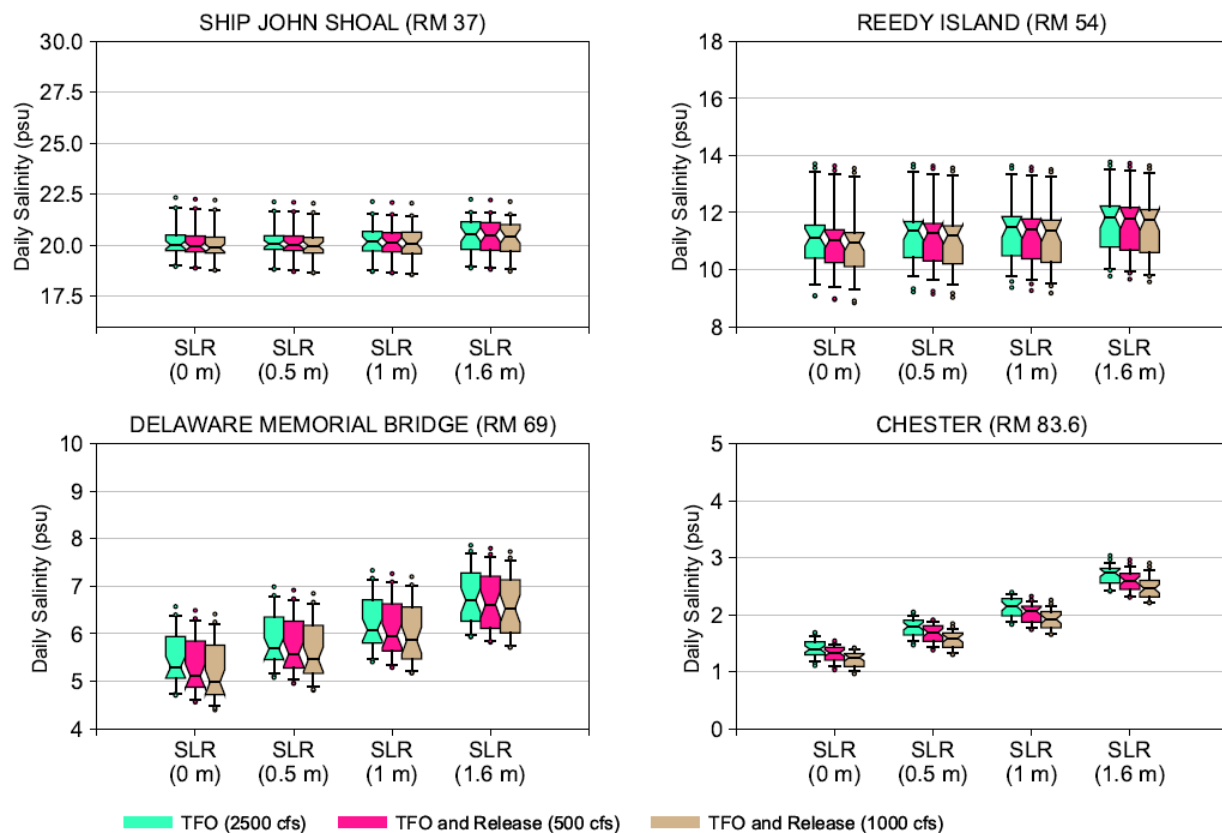 SHIP JOHN SHOAL (RM 37)
30.0
27.5
25.0
22.5
20.0
17.5
Daily Salinity (psu)
SLR
(0 m)
SLR
(0.5 m)
SLR
(1 m)
SLR
(1.6 m)
REEDY ISLAND (RM 54)
18
16
14
12
10
8
Daily Salinity (psu)
SLR
(0 m)
SLR
(0.5 m)
SLR
(1 m)
SLR
(1.6 m)
DELAWARE MEMORIAL BRIDGE (RM 69)
10
9
8
7
6
5
4
Daily Salinity (psu)
SLR
(0 m)
SLR
(0.5 m)
SLR
(1 m)
SLR
(1.6 m)
CHESTER (RM 83.6)
5
4
3
2
1
0
Daily Salinity (psu)
SLR
(0 m)
SLR
(0.5 m)
SLR
(1 m)
SLR
(1.6 m)
TFO (2500 cfs)
TFO and Release (500 cfs)
TFO and Release (1000 cfs)